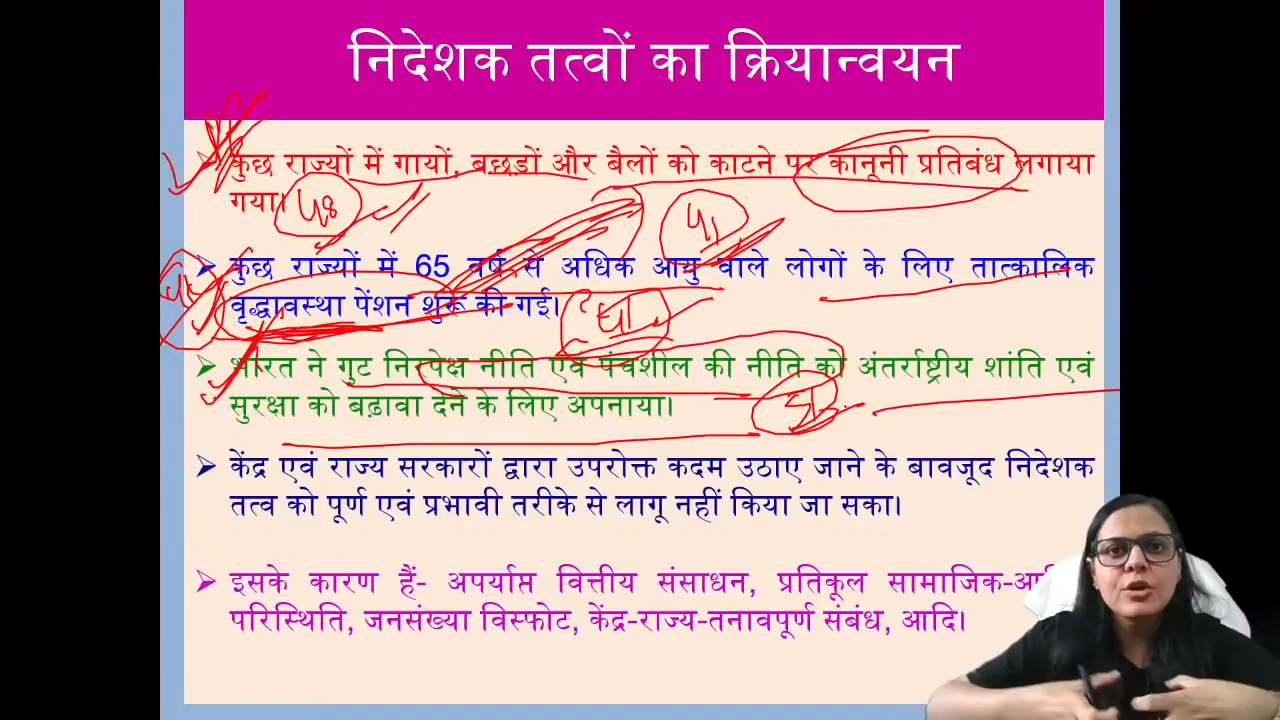 निदेशक तत्वों का क्रियान्वयन
कुछ राज्यों में गायों, बछड़ों और बैलों को काटने पर कानूनी प्रतिबंध लगाया
गया।
48
कुछ राज्यों में 65 वर्ष से अधिक आयु वाले लोगों के लिए तात्कालिक
वृद्धावस्था पेंशन शुरू की गई।
भारत ने गुट निरपेक्ष नीति एवं पंचशील की नीति को अंतर्राष्ट्रीय शांति एवं
सुरक्षा को बढ़ावा देने के लिए अपनाया।
केंद्र एवं राज्य सरकारों द्वारा उपरोक्त कदम उठाए जाने के बावजूद निदेशक
तत्व को पूर्ण एवं प्रभावी तरीके से लागू नहीं किया जा सका।
इसके कारण हैं- अपर्याप्त वित्तीय संसाधन, प्रतिकूल सामाजिक-
परिस्थिति, जनसंख्या विस्फोट, केंद्र-राज्य-तनावपूर्ण संबंध, आदि।